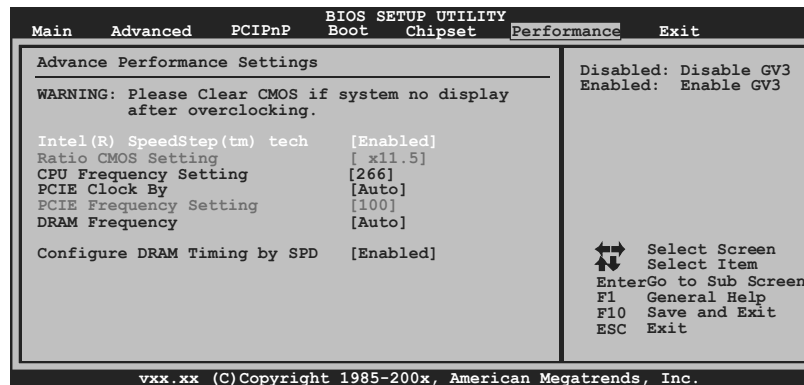 BIOS SETUP UTILITY
Main Advanced PCIPnP Boot Chipset Performance Exit
Advance Performance Settings
WARNING: Please Clear CMOS if system no display
after overclocking.
Intel(R) SpeedStep(tm) tech [Enabled]
Ratio CMOS Setting [ x11.5]
CPU Frequency Setting [266]
PCIE Clock By [Auto]
PCIE Frequency Setting [100]
DRAM Frequency [Auto]
Configure DRAM Timing by SPD [Enabled]
Disabled: Disable GV3
Enabled: Enable GV3
Select Screen
Select Item
EnterGo to Sub Screen
F1 General Help
F10 Save and Exit
ESC Exit
vxx.xx (C)Copyright 1985-200x, American Megatrends, Inc.